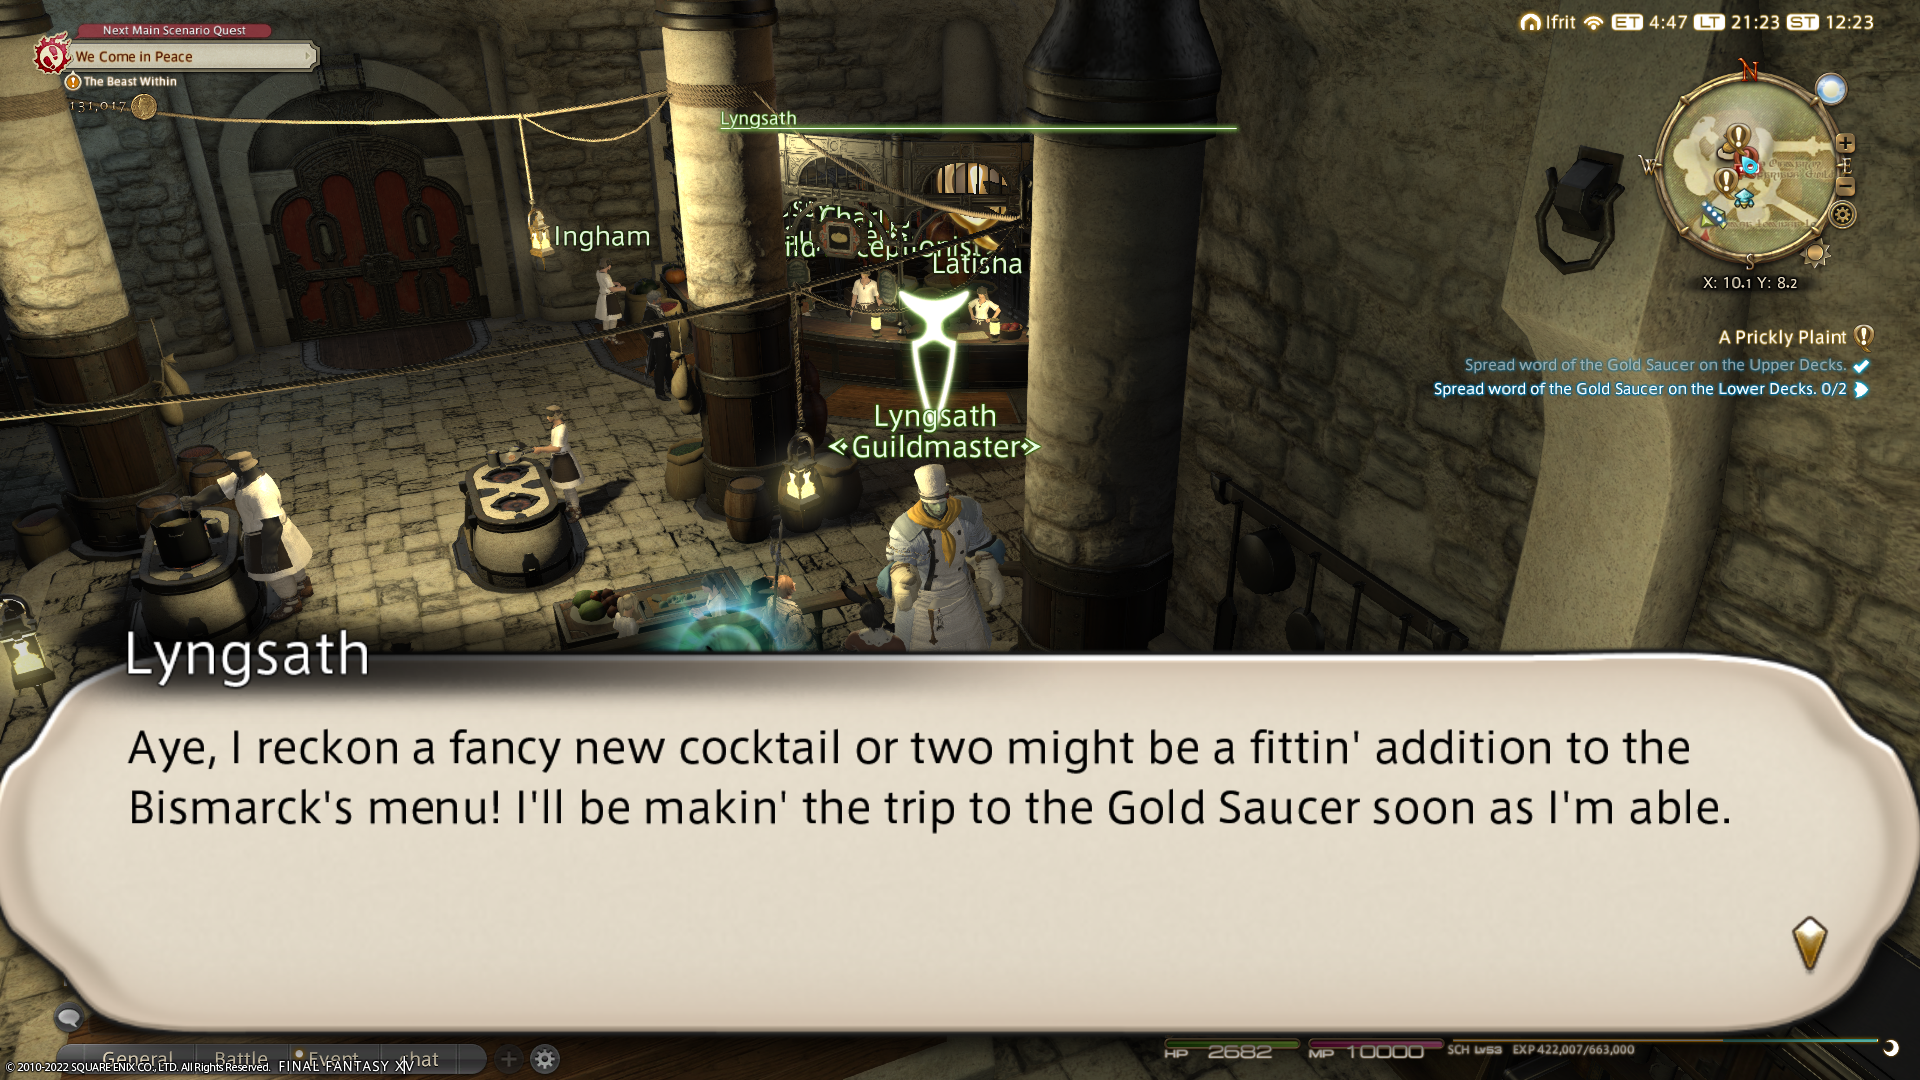 Next Main Scenario Quest
We Come in Peace
The Beast Within
131,017
Ifrit ET 4:47 LT 21:23 ST 12:23
N
W
E
S
X: 10.1 Y: 8.2
A Prickly Plaint
Spread word of the Gold Saucer on the Upper Decks.
Spread word of the Gold Saucer on the Lower Decks. 0/2
Lyngsath
Ingham
Latisha
Lyngsath
Guildmaster
Lyngsath
Aye, I reckon a fancy new cocktail or two might be a fittin' addition to the
Bismarck's menu! I'll be makin' the trip to the Gold Saucer soon as I'm able.
General Battle Event
HP 2682 MP 10000 SCH Lv53 EXP 422,007/663,000
© 2010-2022 SQUARE ENIX CO., LTD. All Rights Reserved. FINAL FANTASY XIV